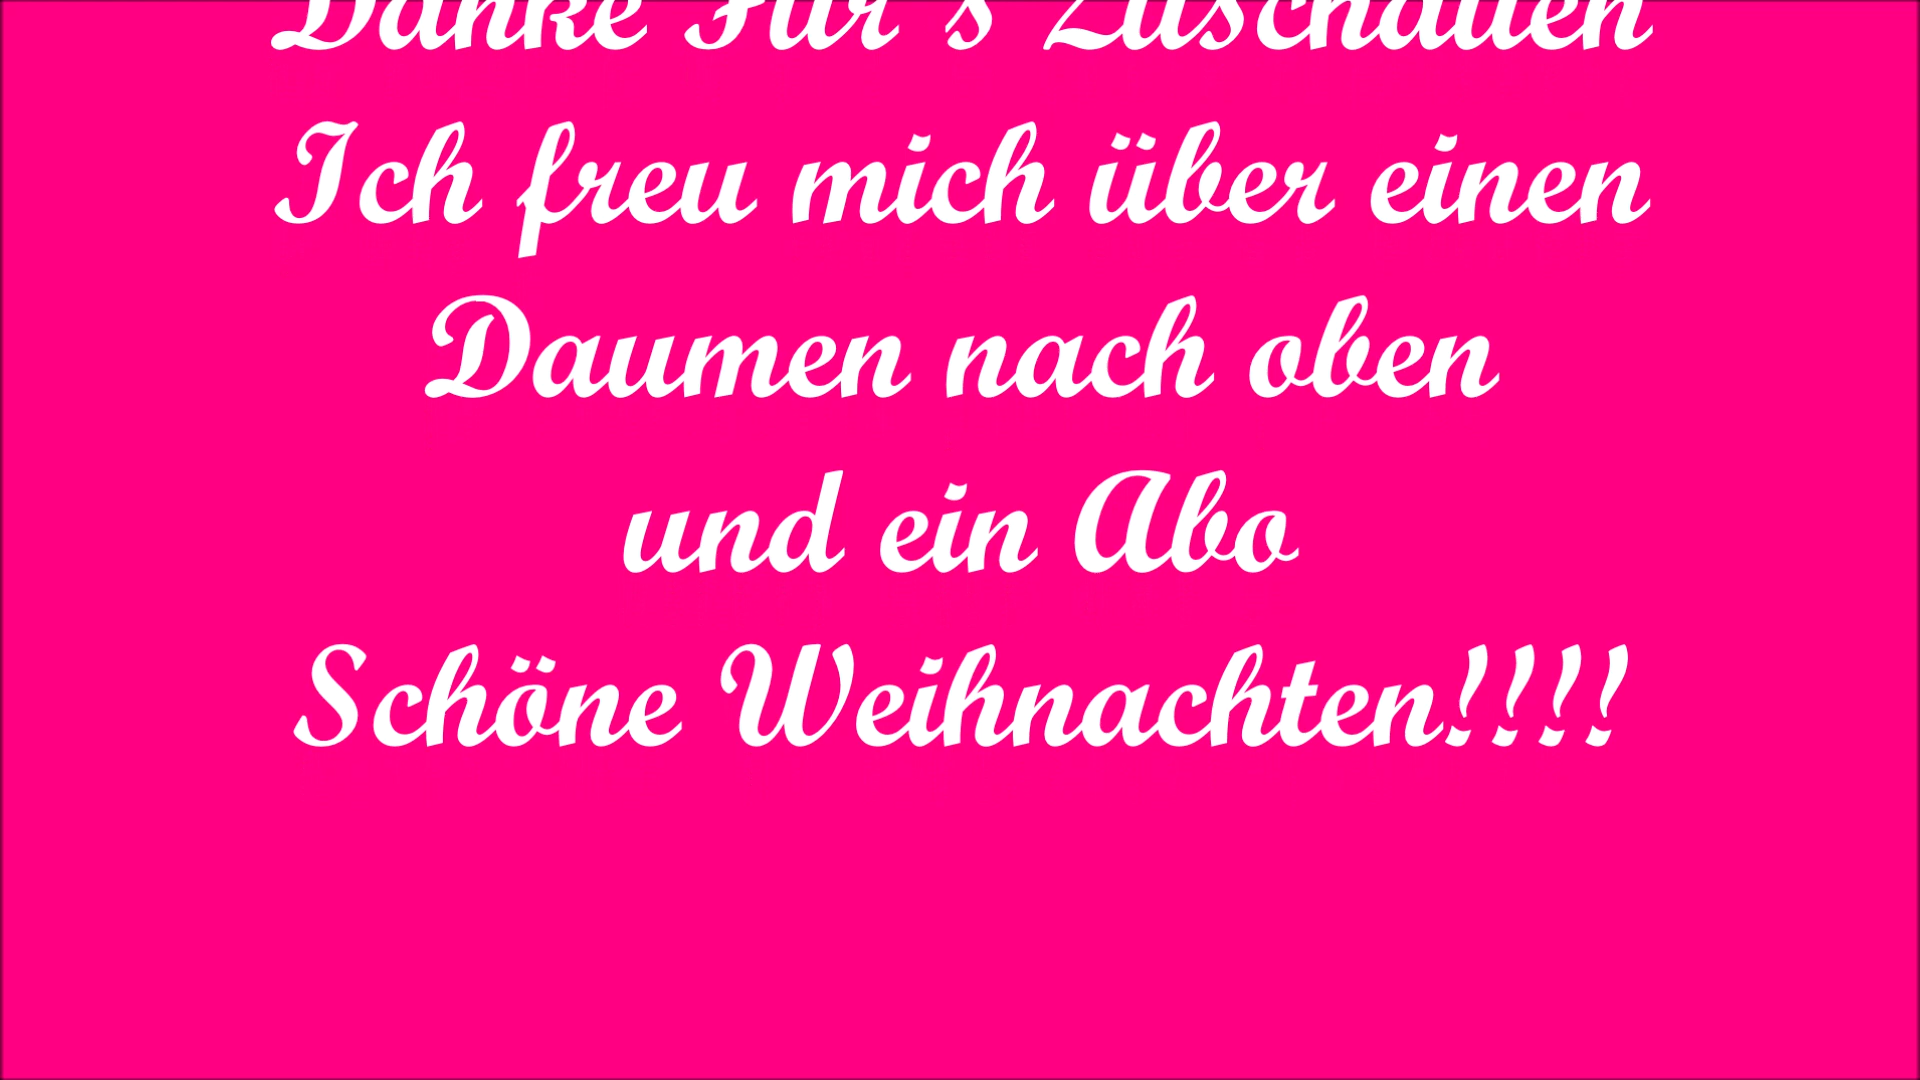 Danke Für's Zuschauen
Ich freu mich über einen
Daumen nach oben
und ein Abo
Schöne Weihnachten!!!!